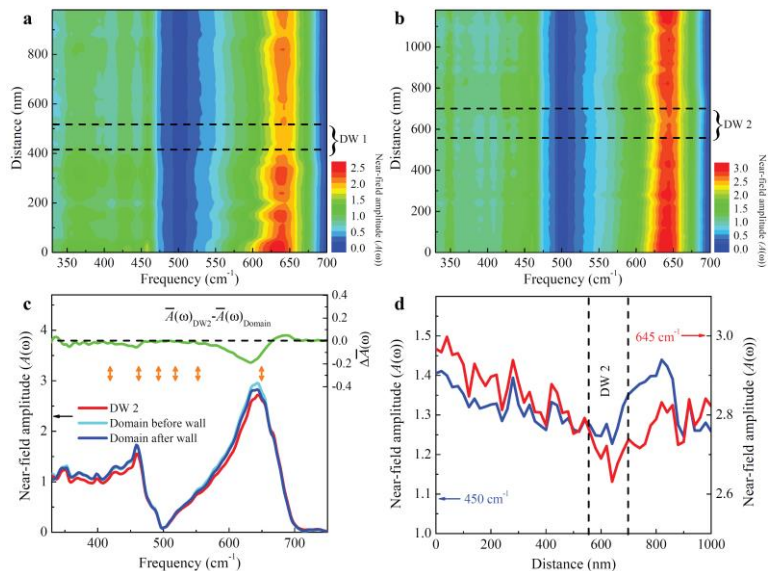 a
Distance (nm)
800
600
400
200
0
350 400 450 500 550 600 650 700
Frequency (cm-1)
DW 1
2.5
2.0
1.5
1.0
0.5
0.0
Near-field amplitude (A(ω))
b
Distance (nm)
1000
800
600
400
200
0
350 400 450 500 550 600 650 700
Frequency (cm-1)
DW 2
3.0
2.5
2.0
1.5
1.0
0.5
0.0
Near-field amplitude (A(ω))
c
A̅(ω)DW2-A̅(ω)Domain
Near-field amplitude (A(ω))
4
3
2
1
0
0.4
0.2
0.0
-0.2
-0.4
ΔA̅(ω)
DW 2
Domain before wall
Domain after wall
400 500 600 700
Frequency (cm-1)
d
Near-field amplitude (A(ω))
1.5
1.4
1.3
1.2
1.1
1.0
DW 2
645 cm-1
450 cm-1
3.0
2.9
2.8
2.7
2.6
Near-field amplitude (A(ω))
0 200 400 600 800 1000
Distance (nm)